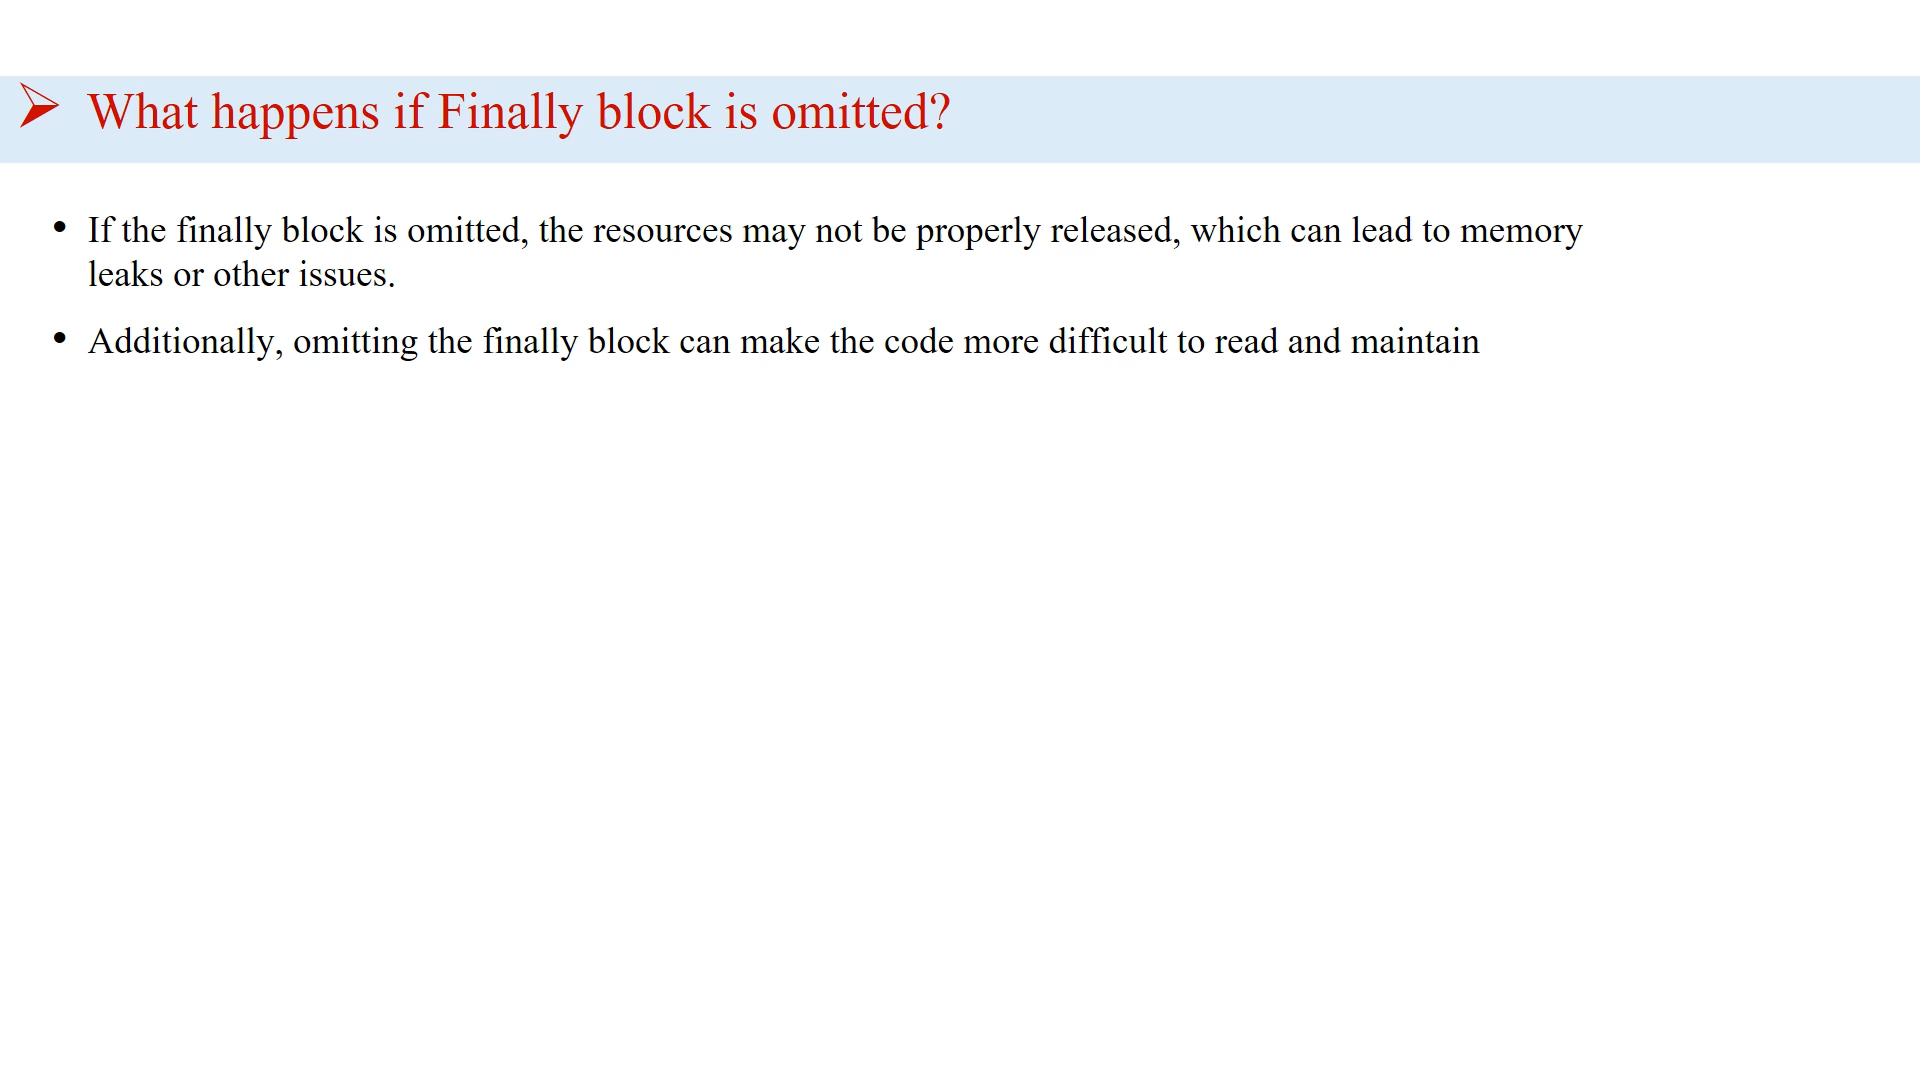 ➢ What happens if Finally block is omitted?
• If the finally block is omitted, the resources may not be properly released, which can lead to memory
leaks or other issues.
• Additionally, omitting the finally block can make the code more difficult to read and maintain